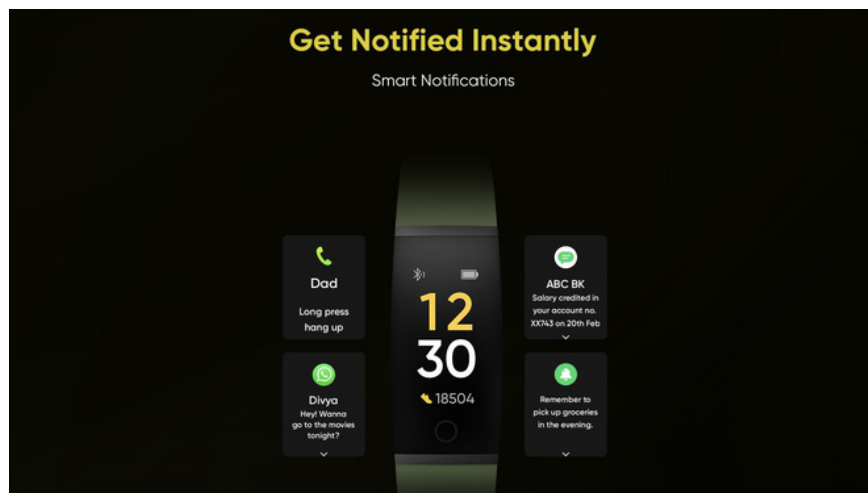 Get Notified Instantly
Smart Notifications
Dad
Long press
hang up
Divya
Hey! Wanna
go to the movies
tonight?
12
30
18504
ABC BK
Salary credited in
your account no.
XX743 on 20th Feb
Remember to
pick up groceries
in the evening.